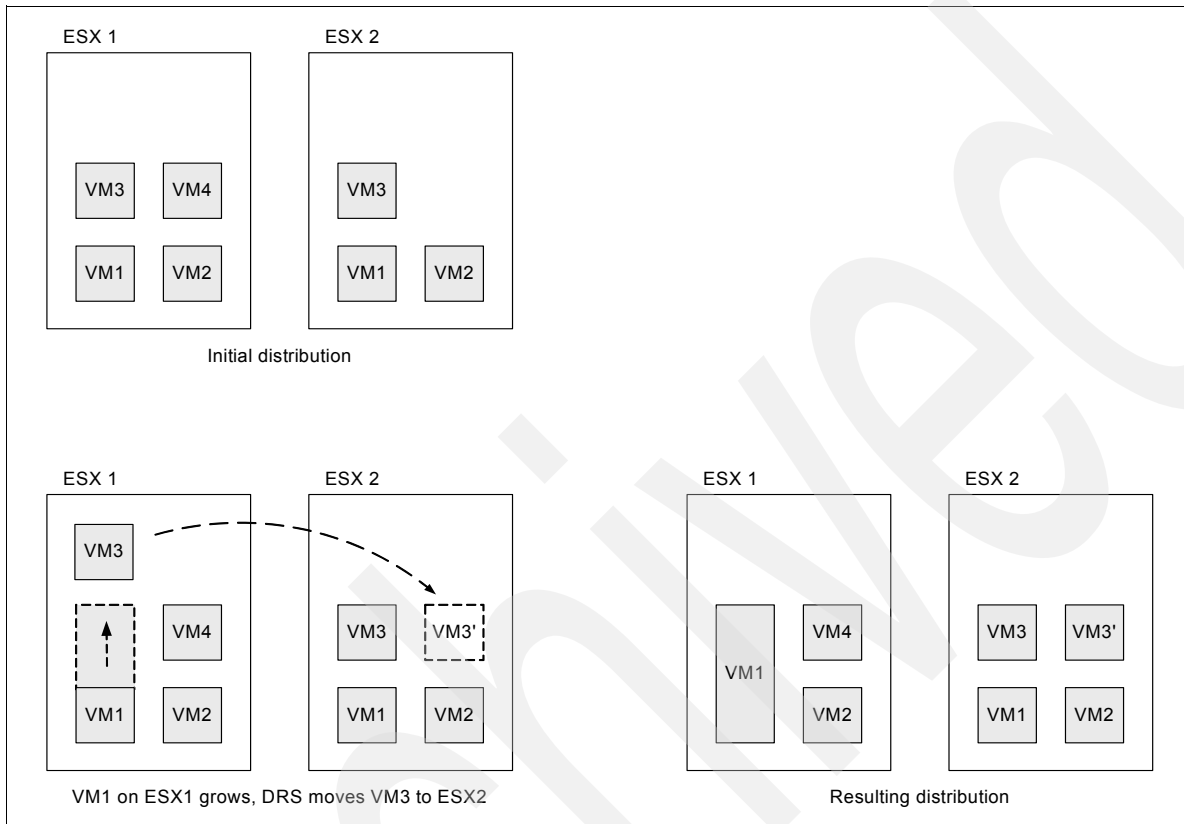 ESX 1
ESX 2
VM3
VM4
VM3
VM1
VM2
VM1
VM2
Initial distribution
ESX 1
ESX 2
VM3
VM4
VM3
VM3'
VM1
VM2
VM1
VM2
VM1 on ESX1 grows, DRS moves VM3 to ESX2
ESX 1
ESX 2
VM1
VM4
VM3
VM3'
VM2
VM1
VM2
Resulting distribution
hived